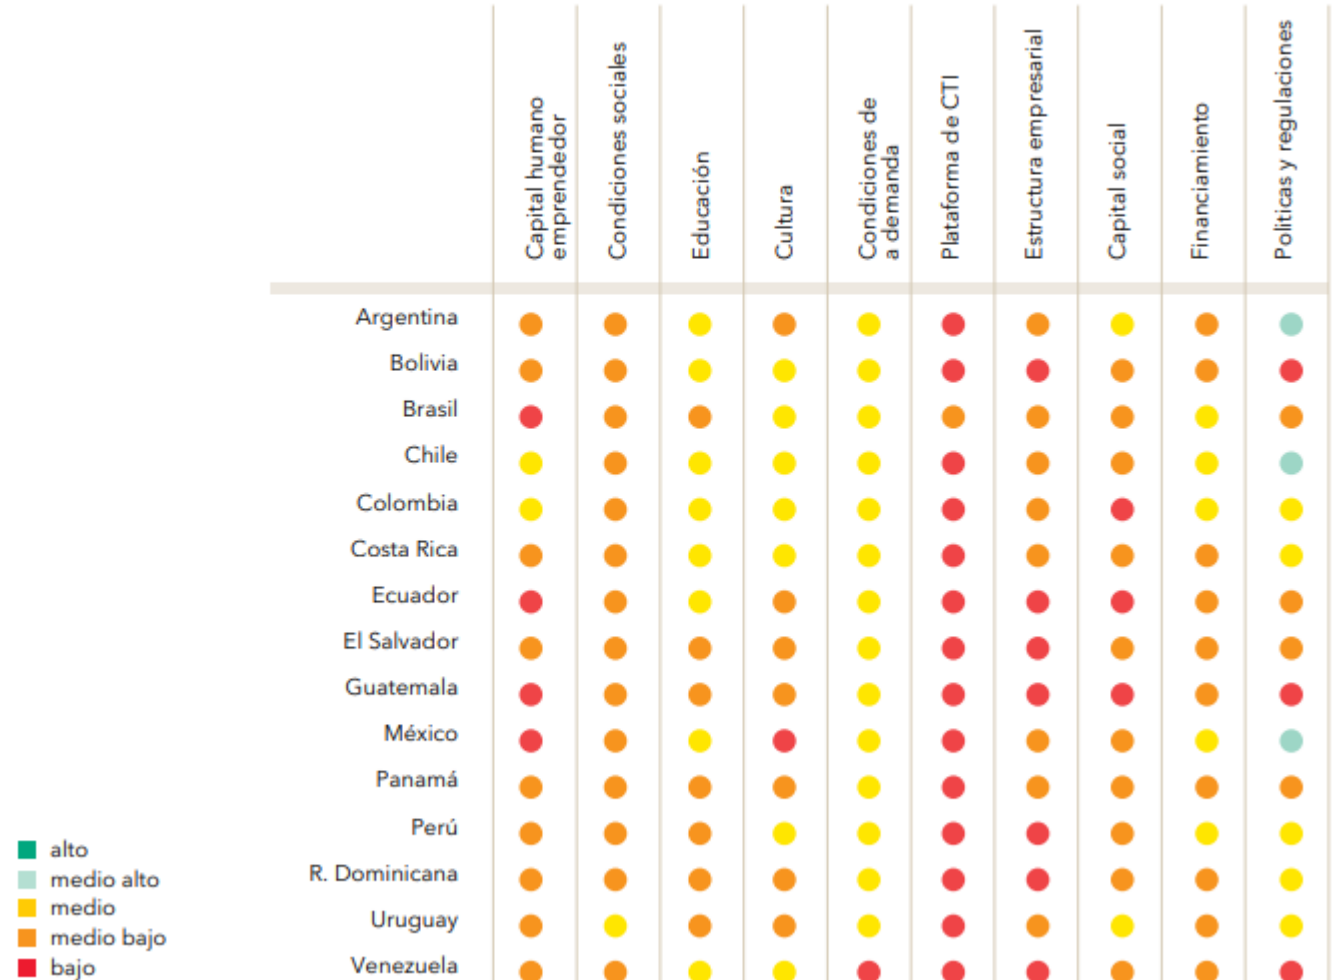 Capital humano
emprendedor
Condiciones sociales
Educación
Cultura
Condiciones de
a demanda
Plataforma de CTI
Estructura empresarial
Capital social
Financiamiento
Politicas y regulaciones
Argentina
Bolivia
Brasil
Chile
Colombia
Costa Rica
Ecuador
El Salvador
Guatemala
México
Panamá
Perú
R. Dominicana
Uruguay
Venezuela
alto
medio alto
medio
medio bajo
bajo